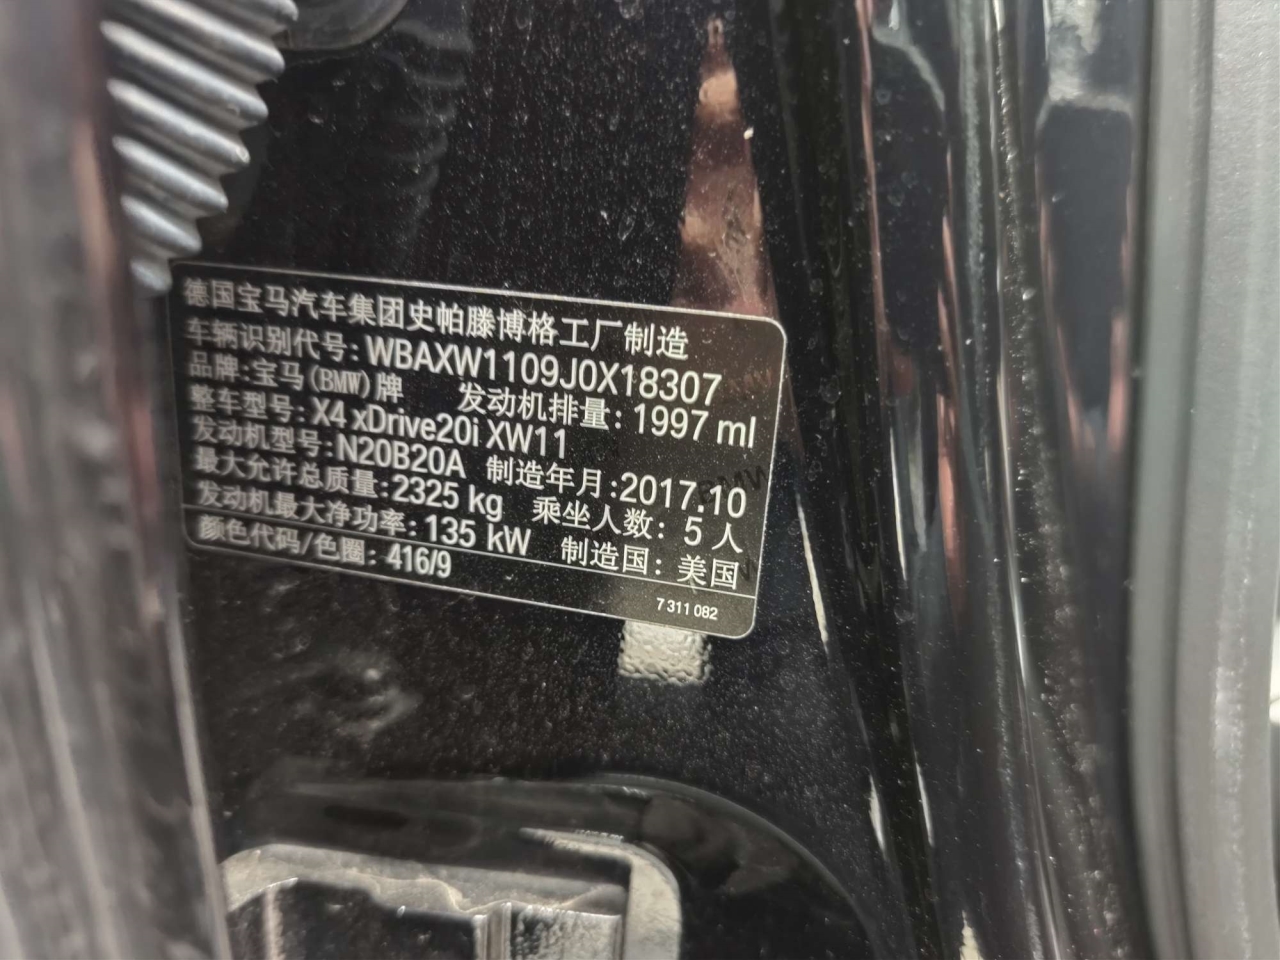 德国宝马汽车集团史帕滕博格工厂制造
车辆识别代号: WBAXW1109J0X18307
品牌:宝马(BMW)牌 发动机排量: 1997 ml
整车型号: X4 xDrive20i XW11
发动机型号: N20B20A 制造年月:2017.10
最大允许总质量:2325 kg 乘坐人数: 5 人
发动机最大净功率: 135 kW 制造国: 美国
颜色代码/色圈: 416/9
7 311 082